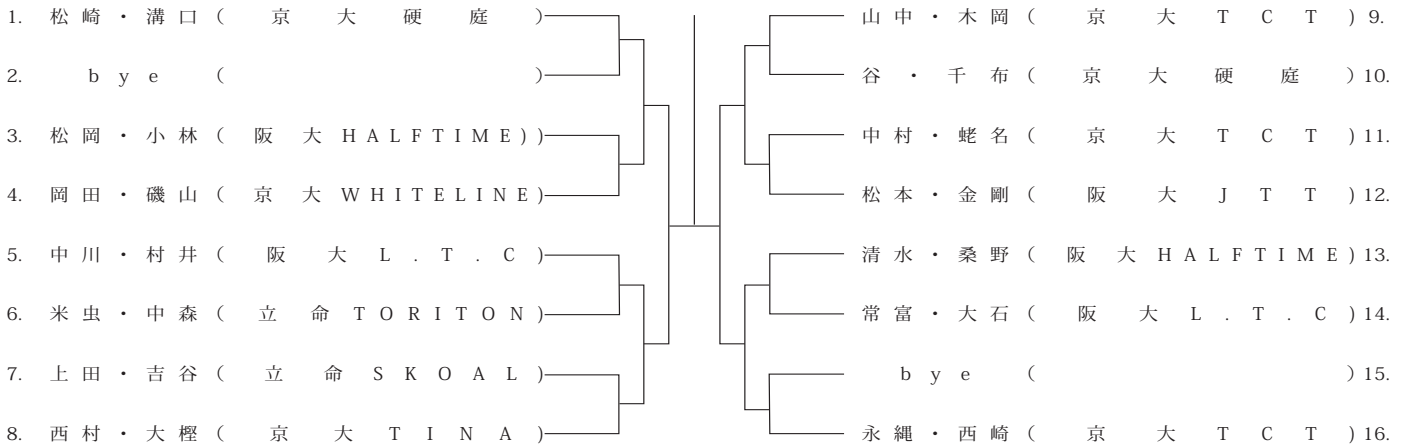 1. 松崎・溝口(京大硬庭)
2. bye ( )
3. 松岡・小林(阪大HALFTIME))
4. 岡田・磯山(京大WHITELINE)
5. 中川・村井(阪大L.T.C)
6. 米虫・中森(立命TORITON)
7. 上田・吉谷(立命SKOAL)
8. 西村・大樫(京大TINA)
山中・木岡(京大TCT) 9.
谷・千布(京大硬庭) 10.
中村・蛯名(京大TCT) 11.
松本・金剛(阪大JTT) 12.
清水・桑野(阪大HALFTIME) 13.
常富・大石(阪大L.T.C) 14.
bye ( ) 15.
永縄・西崎(京大TCT) 16.